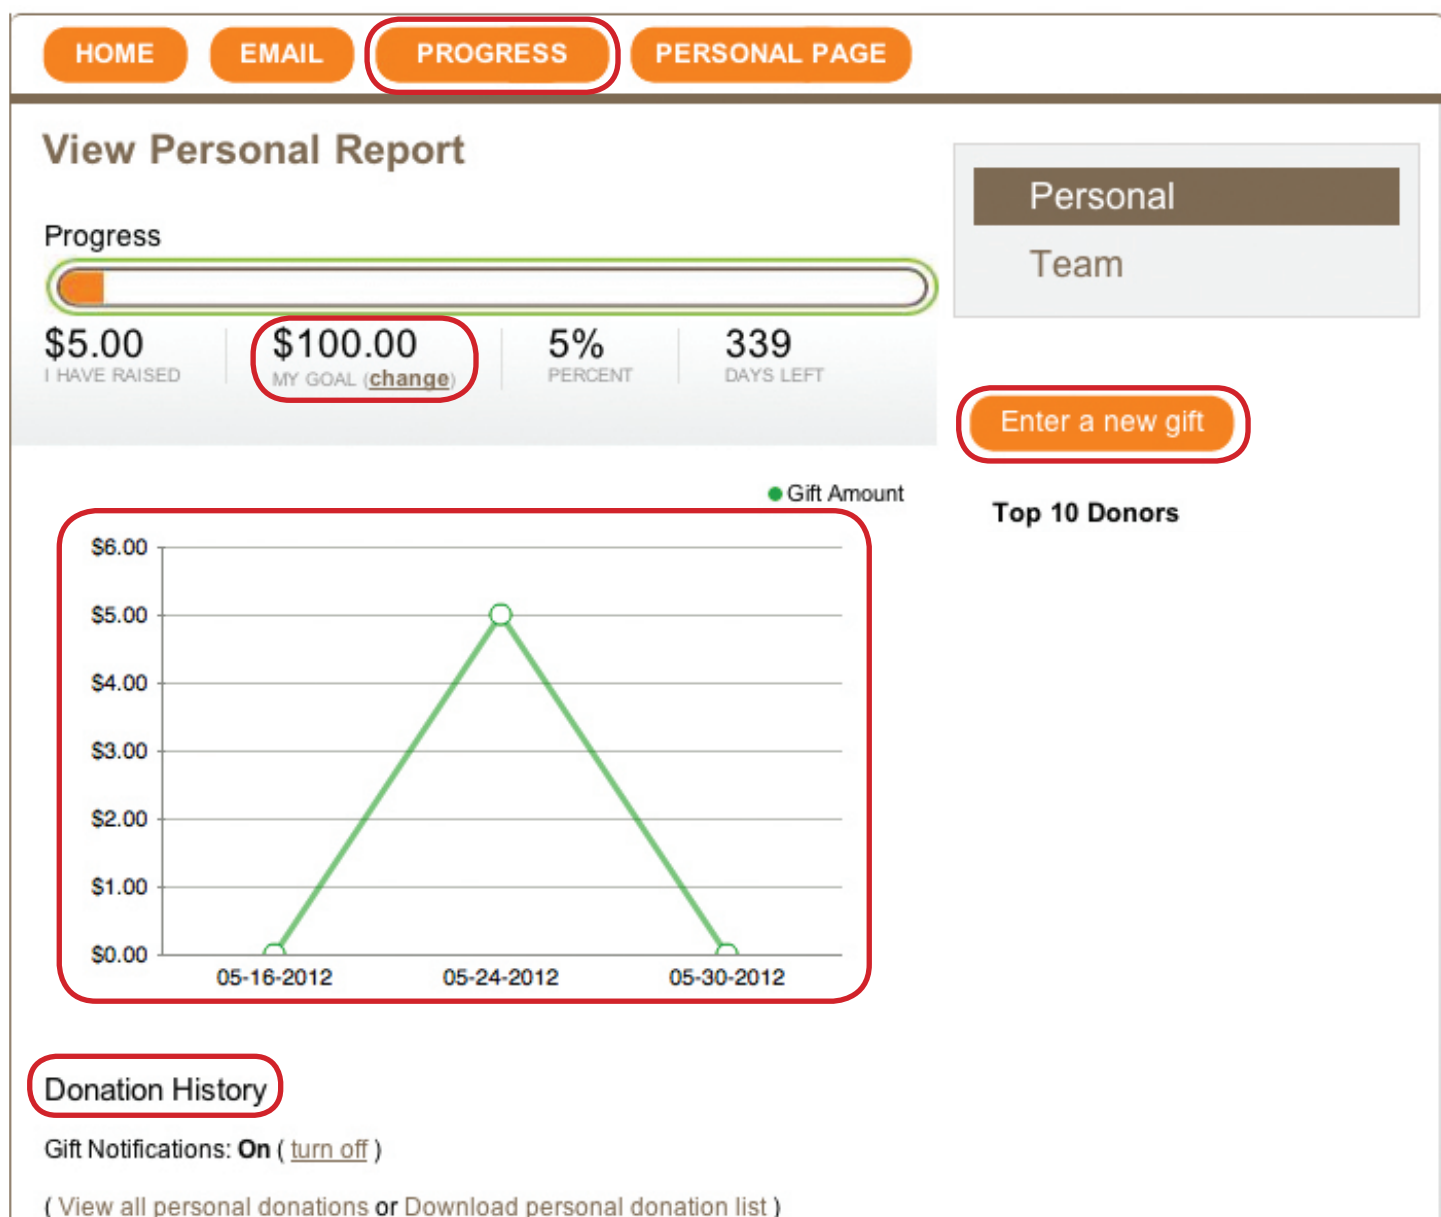 HOME EMAIL PROGRESS PERSONAL PAGE
View Personal Report
Personal
Team
Progress
$5.00 $100.00 5% 339
I HAVE RAISED MY GOAL (change) PERCENT DAYS LEFT
Enter a new gift
Gift Amount
Top 10 Donors
$6.00
$5.00
$4.00
$3.00
$2.00
$1.00
$0.00
05-16-2012 05-24-2012 05-30-2012
Donation History
Gift Notifications: On ( turn off )
( View all personal donations or Download personal donation list )